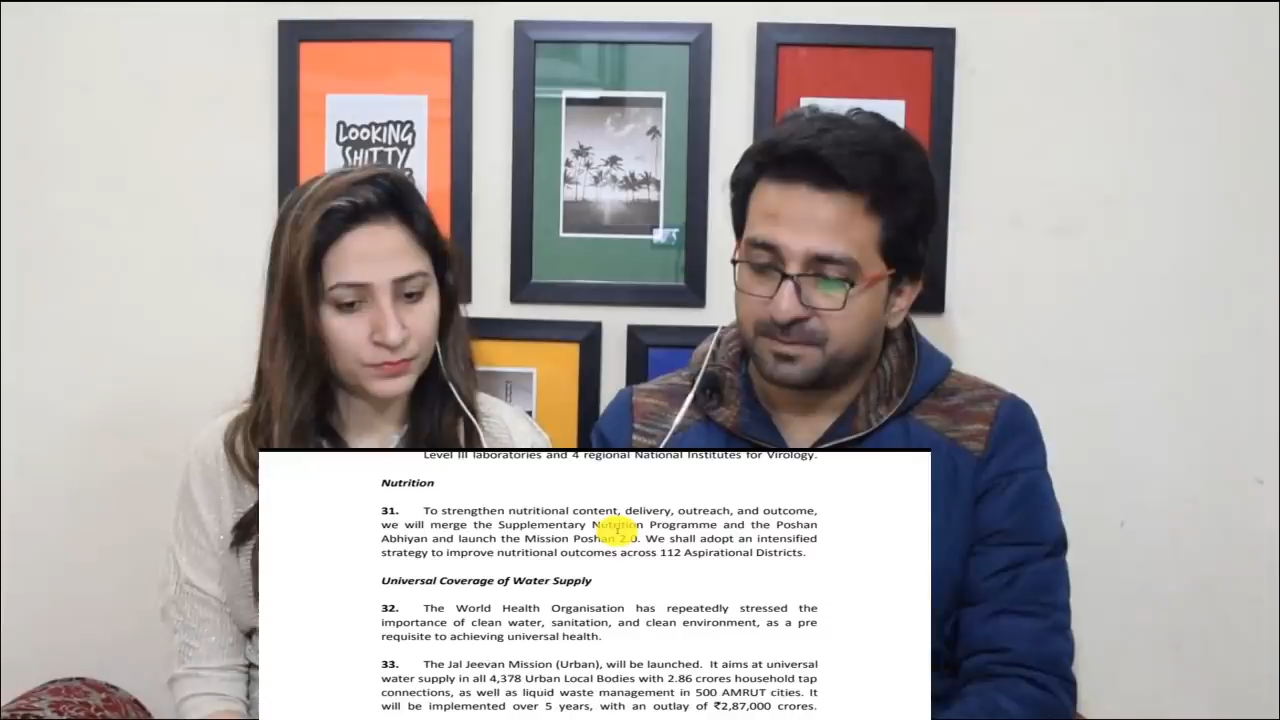 LOOKING
SHITTY
Level III laboratories and 4 regional National Institutes for Virology.
Nutrition
31. To strengthen nutritional content, delivery, outreach, and outcome,
we will merge the Supplementary Nutrition Programme and the Poshan
Abhiyan and launch the Mission Poshan 2.0. We shall adopt an intensified
strategy to improve nutritional outcomes across 112 Aspirational Districts.
Universal Coverage of Water Supply
32. The World Health Organisation has repeatedly stressed the
importance of clean water, sanitation, and clean environment, as a pre
requisite to achieving universal health.
33. The Jal Jeevan Mission (Urban), will be launched. It aims at universal
water supply in all 4,378 Urban Local Bodies with 2.86 crores household tap
connections, as well as liquid waste management in 500 AMRUT cities. It
will be implemented over 5 years, with an outlay of ₹2,87,000 crores.